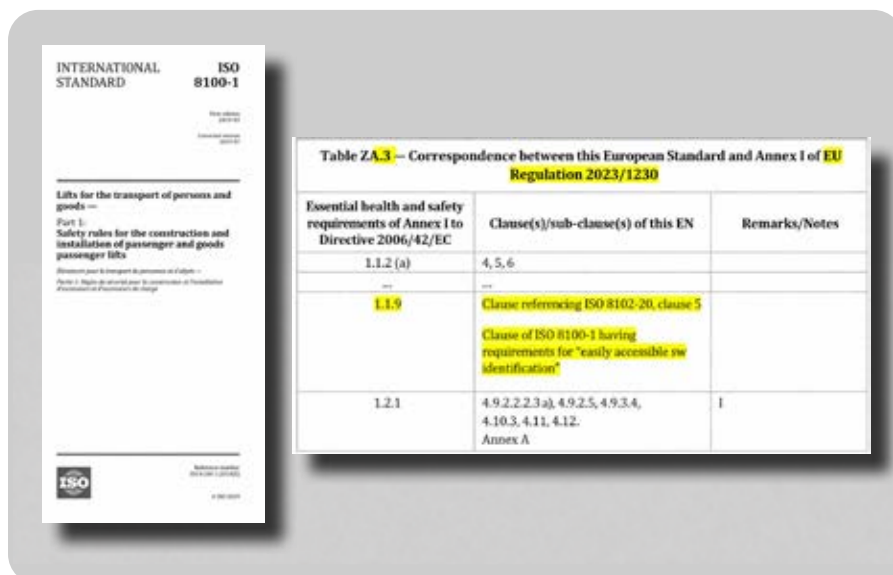 INTERNATIONAL
STANDARD
ISO
8100-1
Lifts for the transport of persons and
goods —
Part 1:
Safety rules for the construction and
installation of passenger and goods
passenger lifts
ISO
Table ZA.3 — Correspondence between this European Standard and Annex I of EU
Regulation 2023/1230
Essential health and safety
requirements of Annex I to
Directive 2006/42/EC
Clause(s)/sub-clause(s) of this EN
Remarks/Notes
1.1.2 (a)
4, 5, 6
...
...
1.1.9
Clause referencing ISO 8102-20, clause 5
Clause of ISO 8100-1 having
requirements for "easily accessible sw
identification"
1.2.1
4.9.2.2.2.3 a), 4.9.2.5, 4.9.3.4,
4.10.3, 4.11, 4.12.
Annex A
I